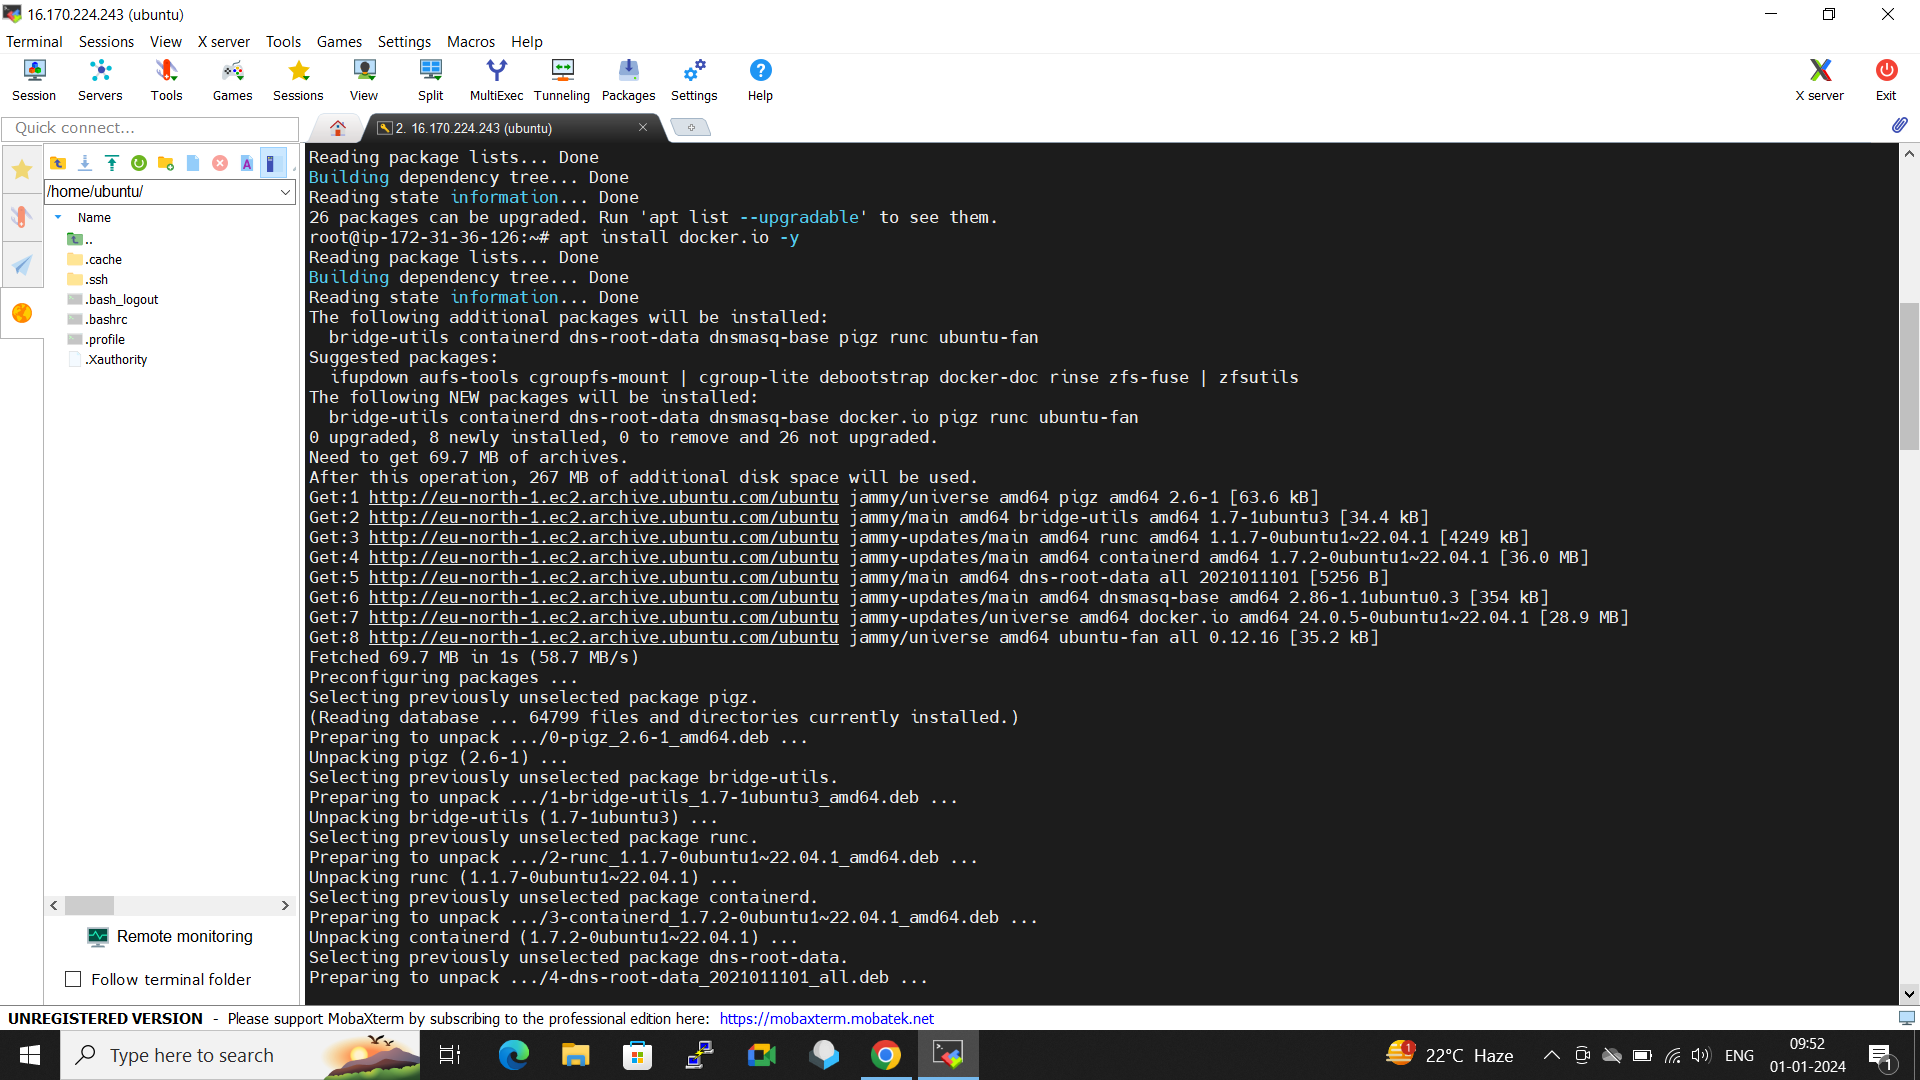 16.170.224.243 (ubuntu)
Terminal Sessions View X server Tools Games Settings Macros Help
Session Servers Tools Games Sessions View Split MultiExec Tunneling Packages Settings Help X server Exit
Quick connect...
2. 16.170.224.243 (ubuntu)
/home/ubuntu/
Name
..
.cache
.ssh
.bash_logout
.bashrc
.profile
.Xauthority
Remote monitoring
Follow terminal folder
Reading package lists... Done
Building dependency tree... Done
Reading state information... Done
26 packages can be upgraded. Run 'apt list --upgradable' to see them.
root@ip-172-31-36-126:~# apt install docker.io -y
Reading package lists... Done
Building dependency tree... Done
Reading state information... Done
The following additional packages will be installed:
bridge-utils containerd dns-root-data dnsmasq-base pigz runc ubuntu-fan
Suggested packages:
ifupdown aufs-tools cgroupfs-mount | cgroup-lite debootstrap docker-doc rinse zfs-fuse | zfsutils
The following NEW packages will be installed:
bridge-utils containerd dns-root-data dnsmasq-base docker.io pigz runc ubuntu-fan
0 upgraded, 8 newly installed, 0 to remove and 26 not upgraded.
Need to get 69.7 MB of archives.
After this operation, 267 MB of additional disk space will be used.
Get:1 http://eu-north-1.ec2.archive.ubuntu.com/ubuntu jammy/universe amd64 pigz amd64 2.6-1 [63.6 kB]
Get:2 http://eu-north-1.ec2.archive.ubuntu.com/ubuntu jammy/main amd64 bridge-utils amd64 1.7-1ubuntu3 [34.4 kB]
Get:3 http://eu-north-1.ec2.archive.ubuntu.com/ubuntu jammy-updates/main amd64 runc amd64 1.1.7-0ubuntu1~22.04.1 [4249 kB]
Get:4 http://eu-north-1.ec2.archive.ubuntu.com/ubuntu jammy-updates/main amd64 containerd amd64 1.7.2-0ubuntu1~22.04.1 [36.0 MB]
Get:5 http://eu-north-1.ec2.archive.ubuntu.com/ubuntu jammy/main amd64 dns-root-data all 2021011101 [5256 B]
Get:6 http://eu-north-1.ec2.archive.ubuntu.com/ubuntu jammy-updates/main amd64 dnsmasq-base amd64 2.86-1.1ubuntu0.3 [354 kB]
Get:7 http://eu-north-1.ec2.archive.ubuntu.com/ubuntu jammy-updates/universe amd64 docker.io amd64 24.0.5-0ubuntu1~22.04.1 [28.9 MB]
Get:8 http://eu-north-1.ec2.archive.ubuntu.com/ubuntu jammy/universe amd64 ubuntu-fan all 0.12.16 [35.2 kB]
Fetched 69.7 MB in 1s (58.7 MB/s)
Preconfiguring packages ...
Selecting previously unselected package pigz.
(Reading database ... 64799 files and directories currently installed.)
Preparing to unpack .../0-pigz_2.6-1_amd64.deb ...
Unpacking pigz (2.6-1) ...
Selecting previously unselected package bridge-utils.
Preparing to unpack .../1-bridge-utils_1.7-1ubuntu3_amd64.deb ...
Unpacking bridge-utils (1.7-1ubuntu3) ...
Selecting previously unselected package runc.
Preparing to unpack .../2-runc_1.1.7-0ubuntu1~22.04.1_amd64.deb ...
Unpacking runc (1.1.7-0ubuntu1~22.04.1) ...
Selecting previously unselected package containerd.
Preparing to unpack .../3-containerd_1.7.2-0ubuntu1~22.04.1_amd64.deb ...
Unpacking containerd (1.7.2-0ubuntu1~22.04.1) ...
Selecting previously unselected package dns-root-data.
Preparing to unpack .../4-dns-root-data_2021011101_all.deb ...
UNREGISTERED VERSION - Please support MobaXterm by subscribing to the professional edition here: https://mobaxterm.mobatek.net
Type here to search
1
22°C Haze
ENG
09:52
01-01-2024
1